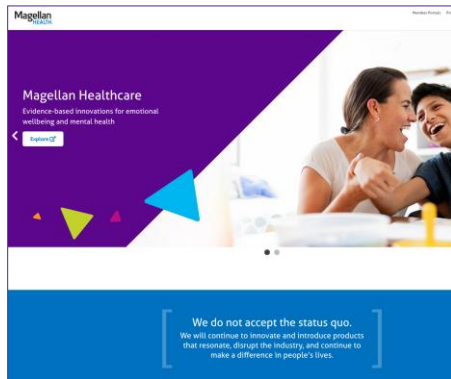 Magellan
HEALTH
Member Portals
Magellan Healthcare
Evidence-based innovations for emotional
wellbeing and mental health
Explore
We do not accept the status quo.
We will continue to innovate and introduce products
that resonate, disrupt the industry, and continue to
make a difference in people's lives.